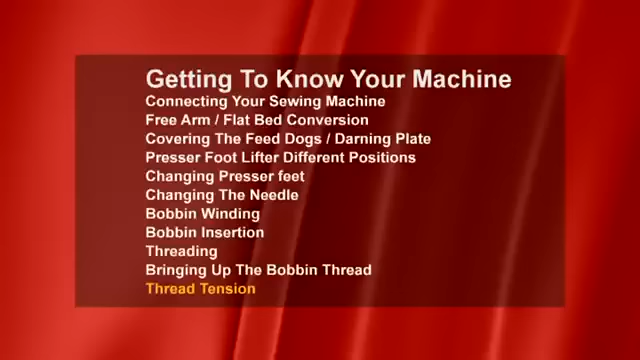 Getting To Know Your Machine
Connecting Your Sewing Machine
Free Arm / Flat Bed Conversion
Covering The Feed Dogs / Darning Plate
Presser Foot Lifter Different Positions
Changing Presser feet
Changing The Needle
Bobbin Winding
Bobbin Insertion
Threading
Bringing Up The Bobbin Thread
Thread Tension